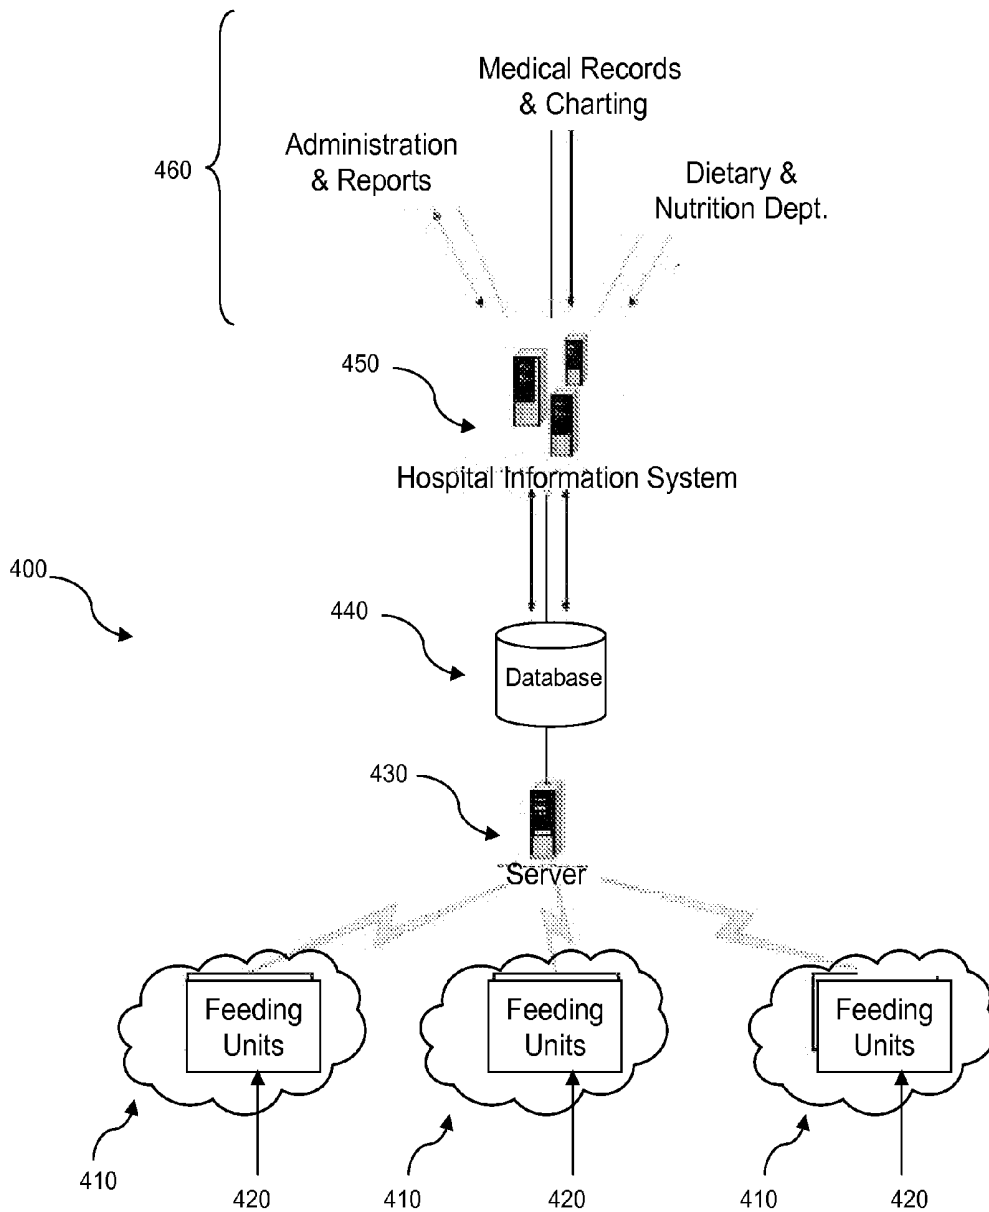 Medical Records
& Charting
Administration
& Reports
460
Dietary &
Nutrition Dept.
450
Hospital Information System
400
440
Database
430
Server
Feeding
Units
Feeding
Units
Feeding
Units
410
420
410
420
410
420